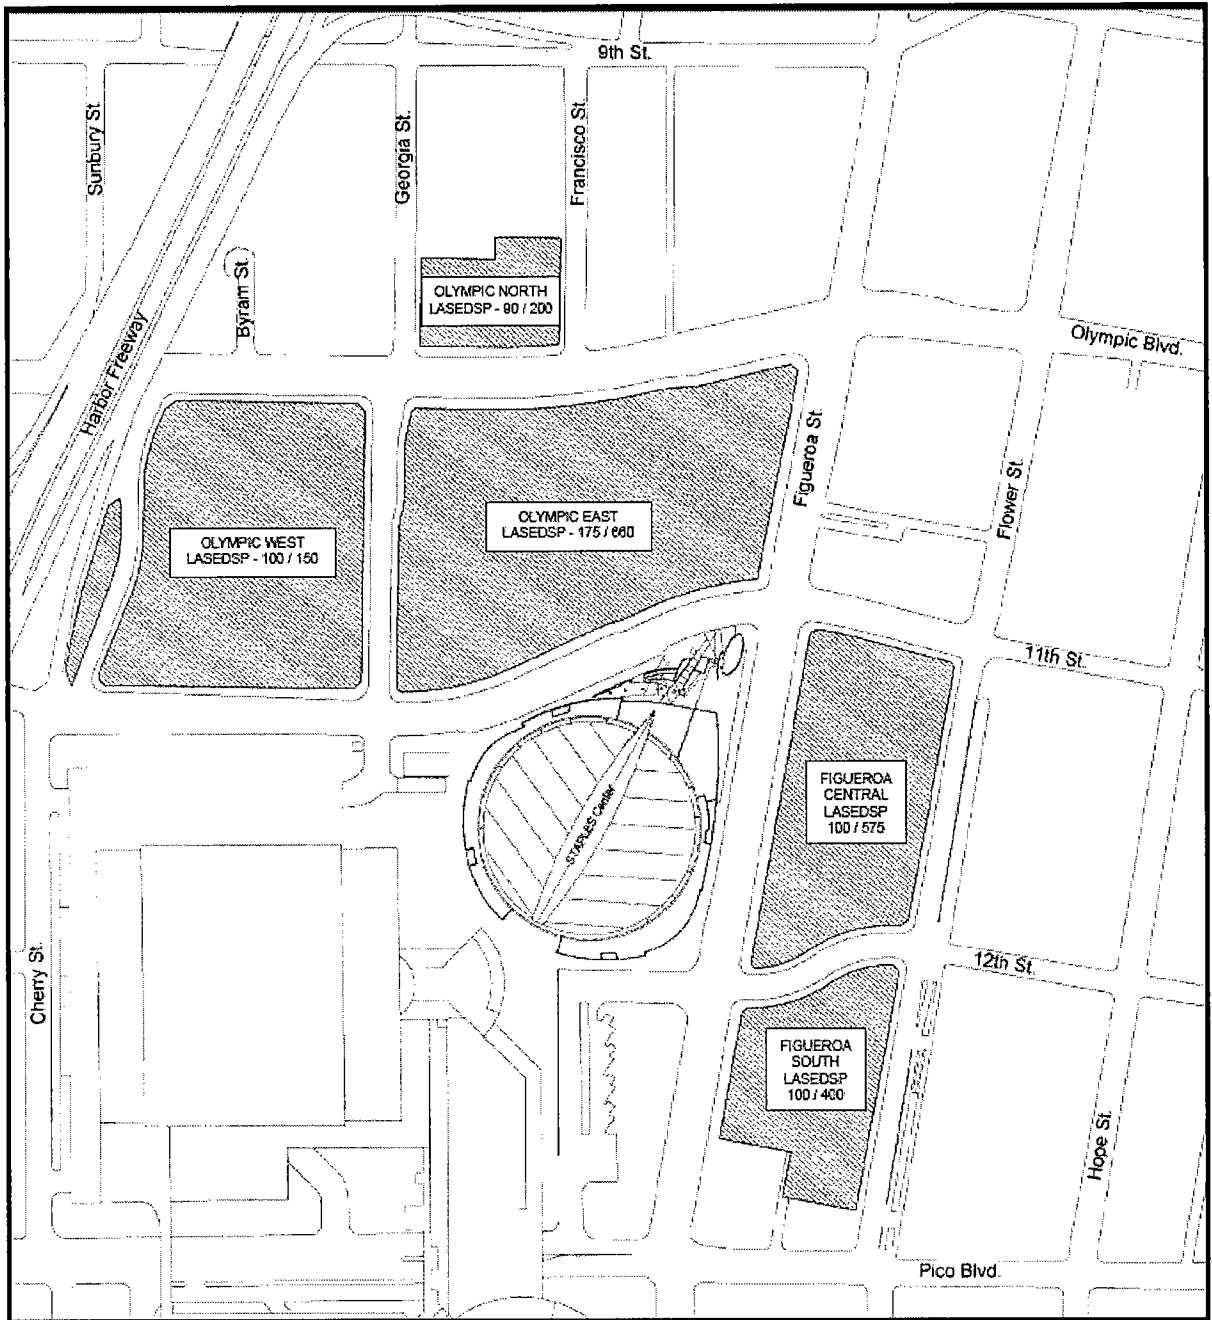 9th St.
Sunbury St.
Georgia St.
Francisco St.
Byram St.
OLYMPIC NORTH
LASEDSP - 90 / 200
Harbor Freeway
Olympic Blvd.
Figueroa St.
Flower St.
OLYMPIC WEST
LASEDSP - 100 / 150
OLYMPIC EAST
LASEDSP - 175 / 660
11th St.
STAPLES Center
FIGUEROA
CENTRAL
LASEDSP
100 / 575
Cherry St.
12th St.
FIGUEROA
SOUTH
LASEDSP
100 / 400
Hope St.
Pico Blvd.